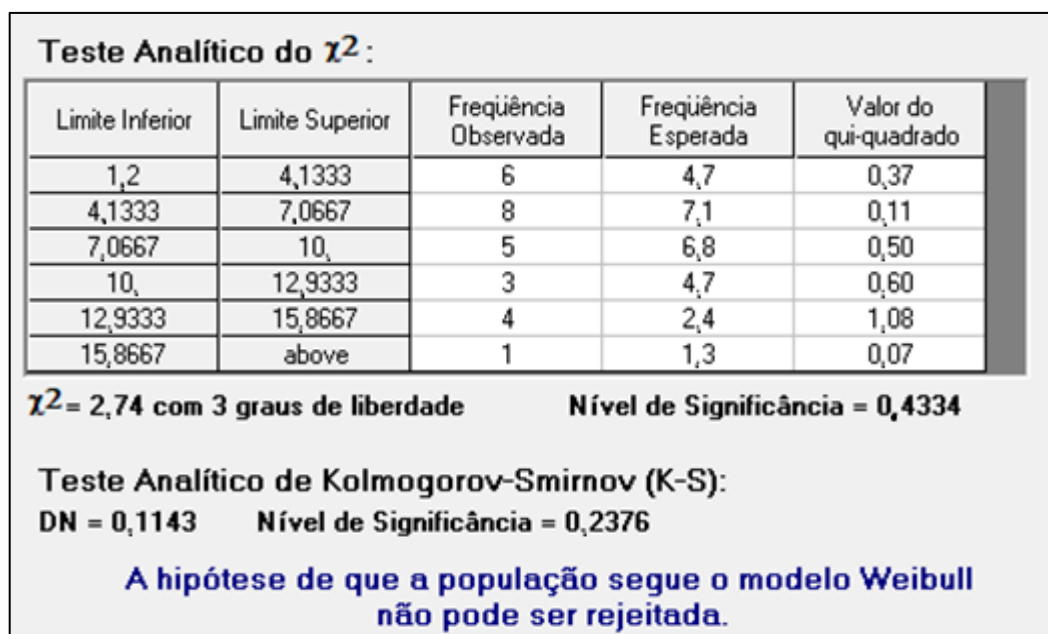 Teste Analítico do χ2 :
Limite Inferior Limite Superior Freqüência Observada Freqüência Esperada Valor do qui-quadrado
1,2 4,1333 6 4,7 0,37
4,1333 7,0667 8 7,1 0,11
7,0667 10, 5 6,8 0,50
10, 12,9333 3 4,7 0,60
12,9333 15,8667 4 2,4 1,08
15,8667 above 1 1,3 0,07
χ2 = 2,74 com 3 graus de liberdade Nível de Significância = 0,4334
Teste Analítico de Kolmogorov-Smirnov (K-S):
DN = 0,1143 Nível de Significância = 0,2376
A hipótese de que a população segue o modelo Weibull
não pode ser rejeitada.